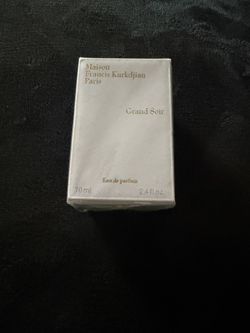 Maison
Francis Kurkdjian
Paris
Grand Soir
Eau de parfum
70 ml 2.4 fl.oz.